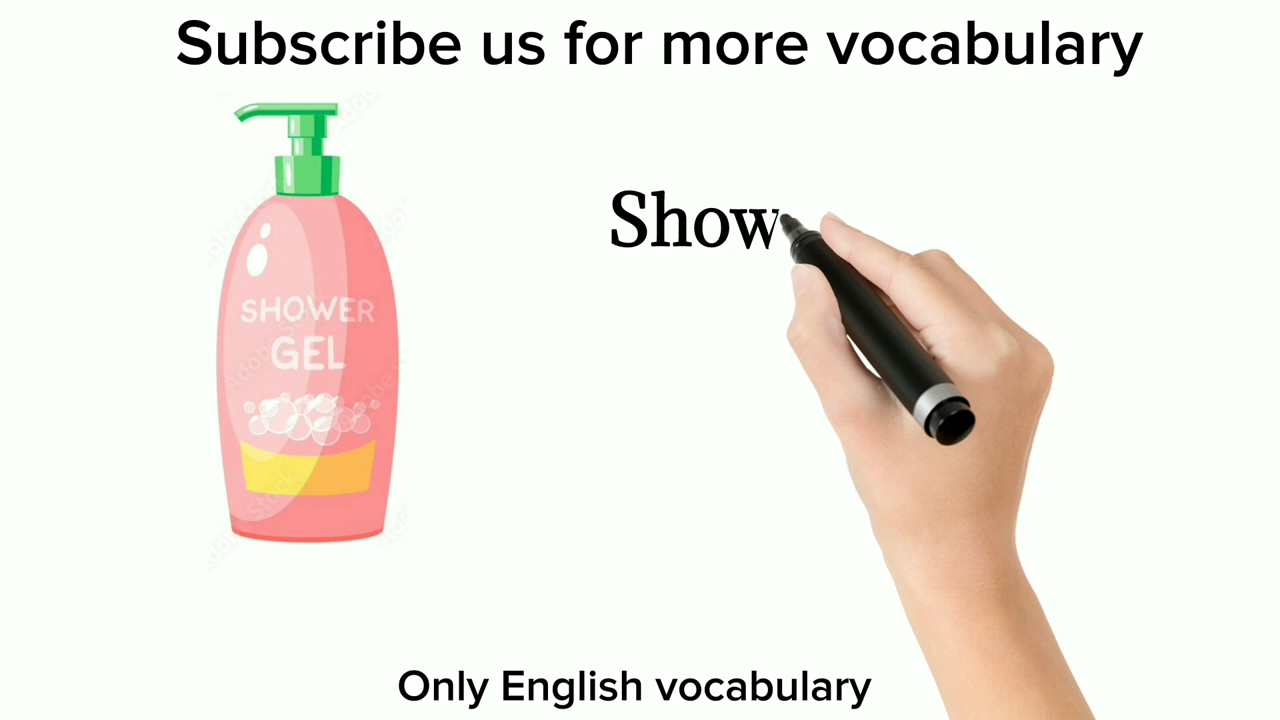 Subscribe us for more vocabulary
Show
SHOWER
GEL
Only English vocabulary